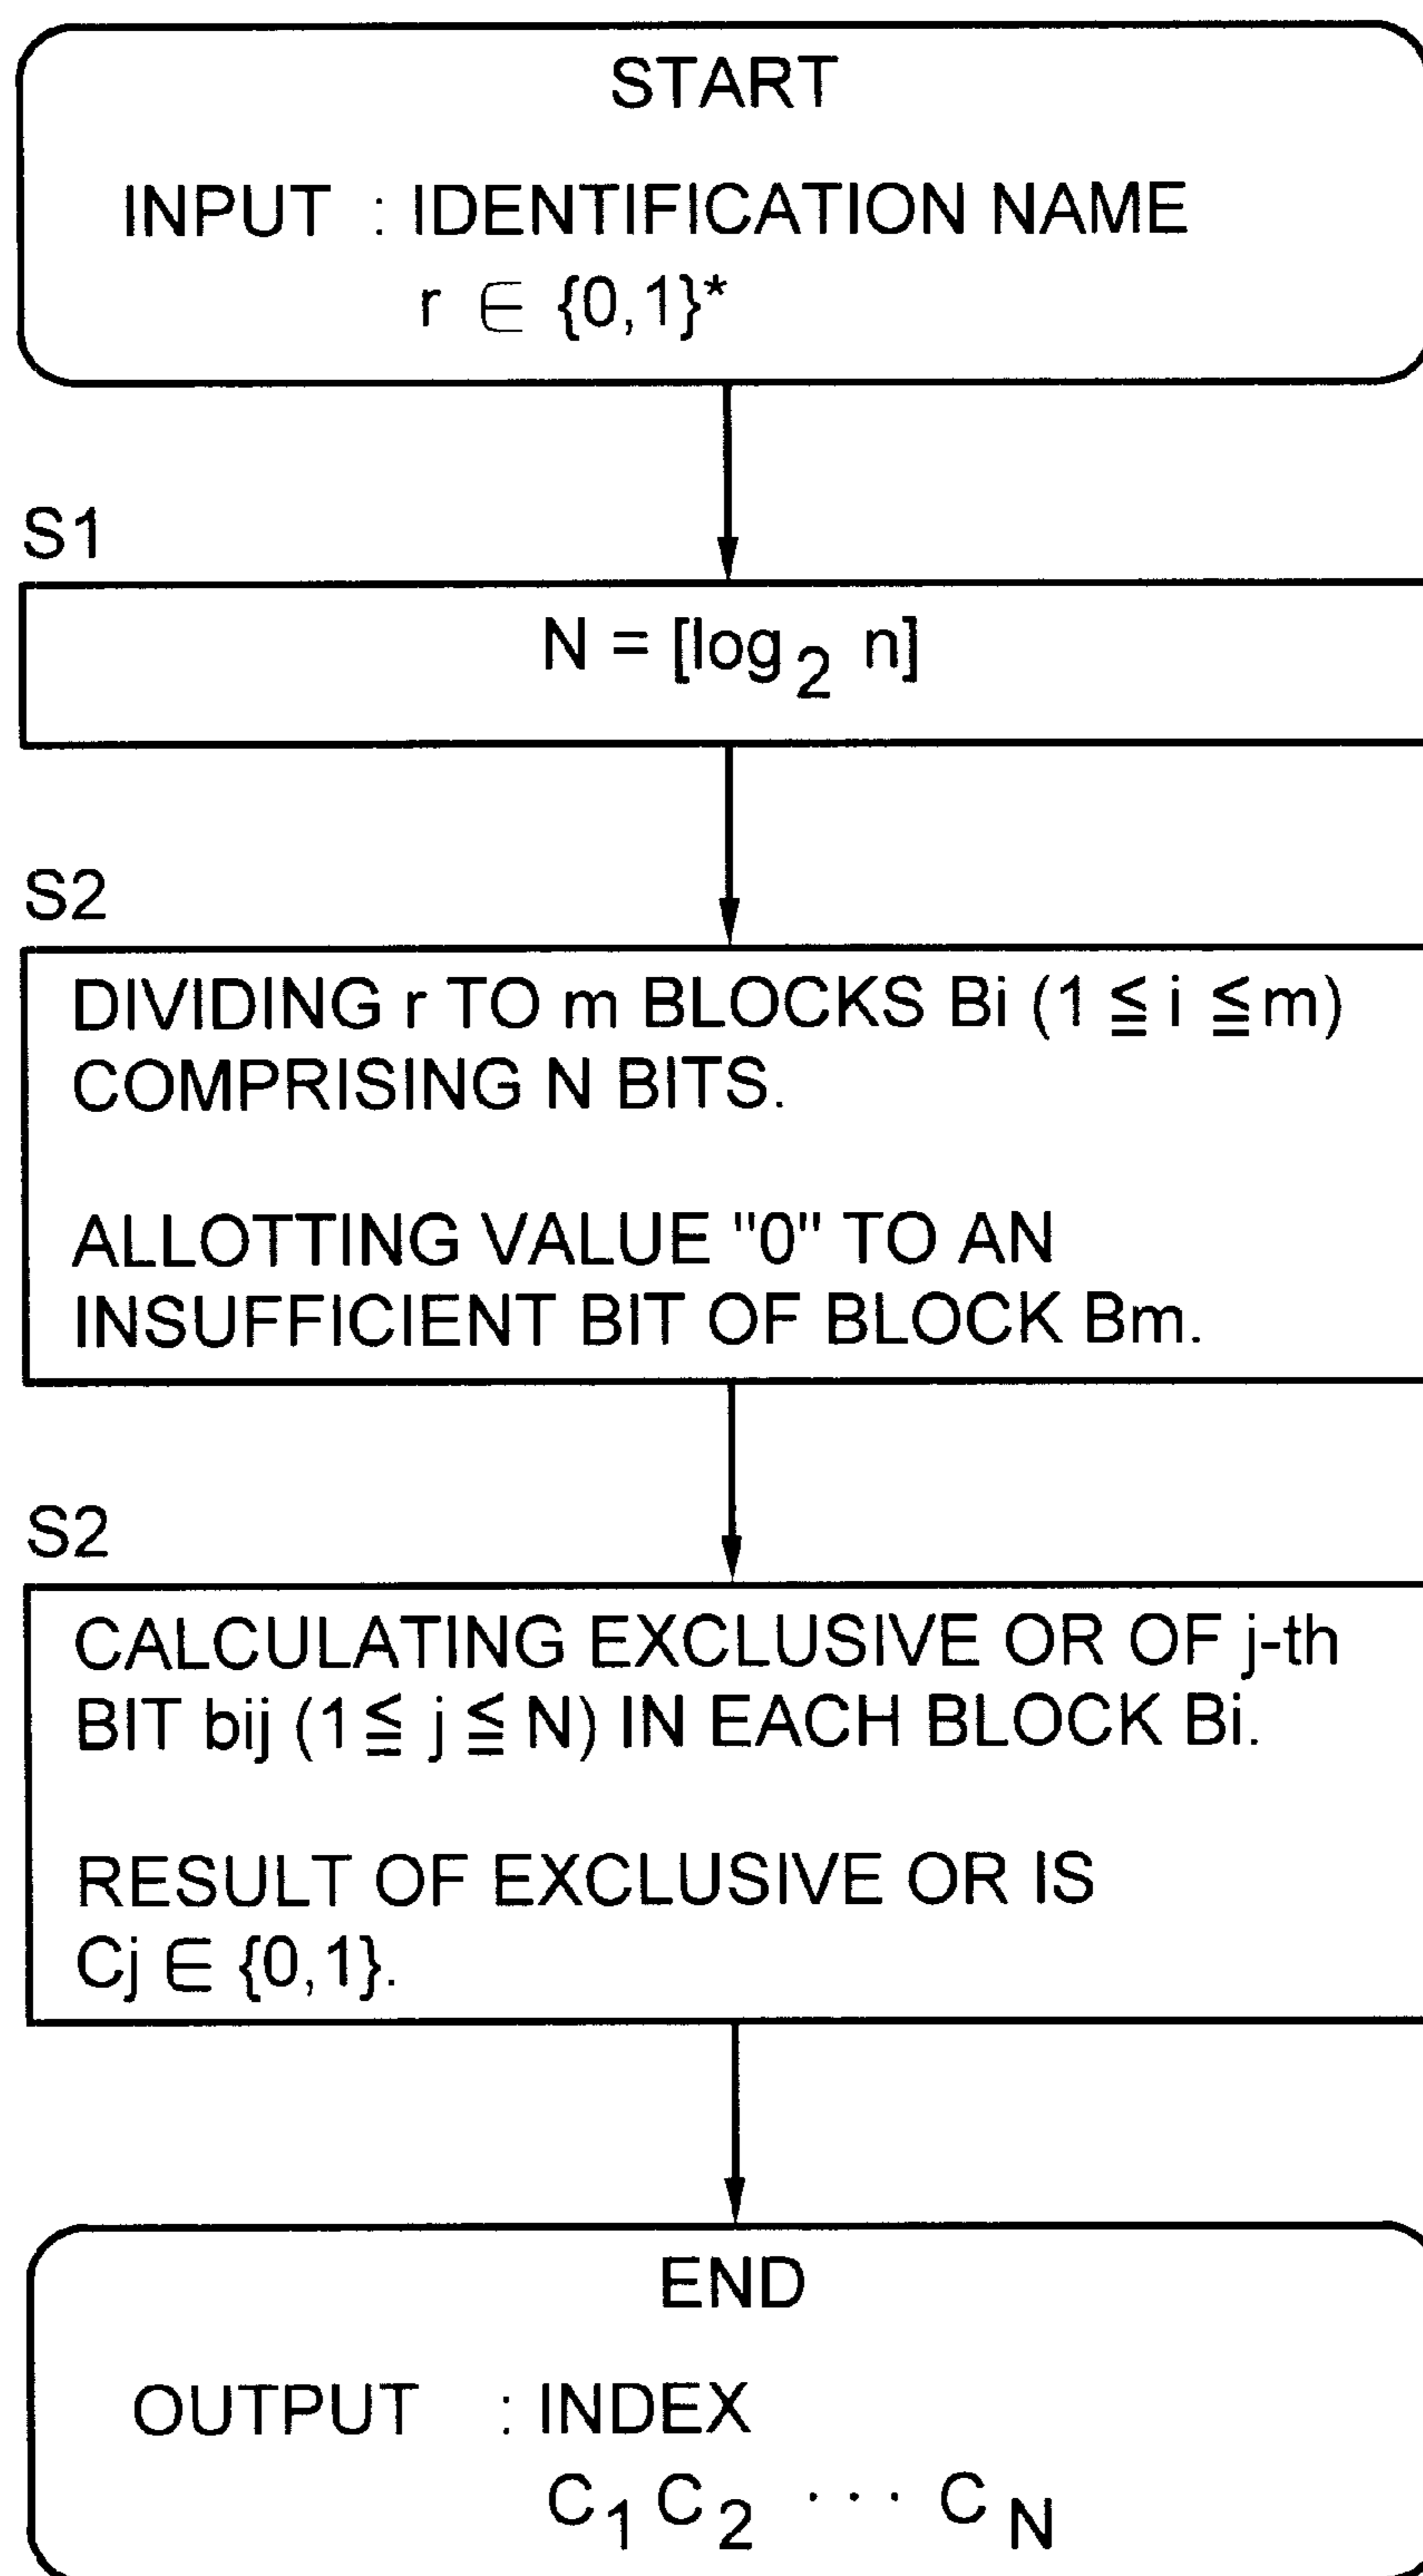 START
INPUT : IDENTIFICATION NAME
r ∈ {0,1}*
S1
N = [log₂ n]
S2
DIVIDING r TO m BLOCKS Bi (1 ≦ i ≦ m)
COMPRISING N BITS.
ALLOTTING VALUE "0" TO AN
INSUFFICIENT BIT OF BLOCK Bm.
S2
CALCULATING EXCLUSIVE OR OF j-th
BIT bij (1 ≦ j ≦ N) IN EACH BLOCK Bi.
RESULT OF EXCLUSIVE OR IS
Cj ∈ {0,1}.
END
OUTPUT : INDEX
C₁ C₂ ··· C_N